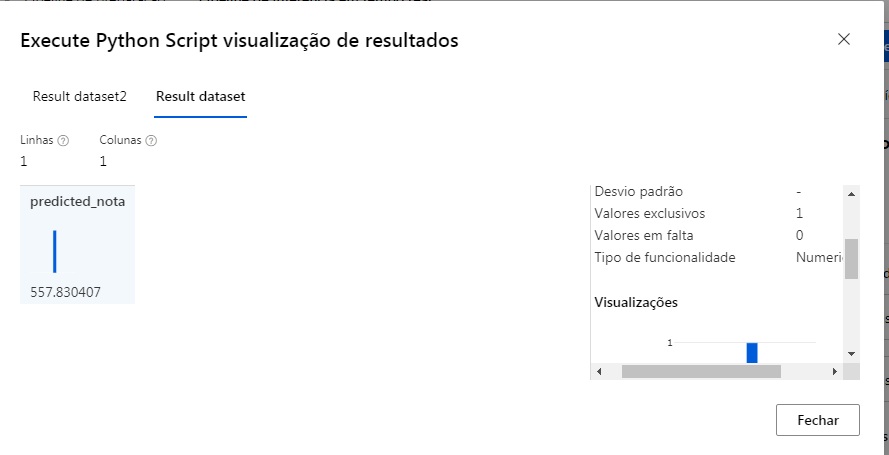 Execute Python Script visualização de resultados
Result dataset2 Result dataset
Linhas Colunas
1 1
predicted_nota
557.830407
Desvio padrão -
Valores exclusivos 1
Valores em falta 0
Tipo de funcionalidade Numeri
Visualizações
1
Fechar